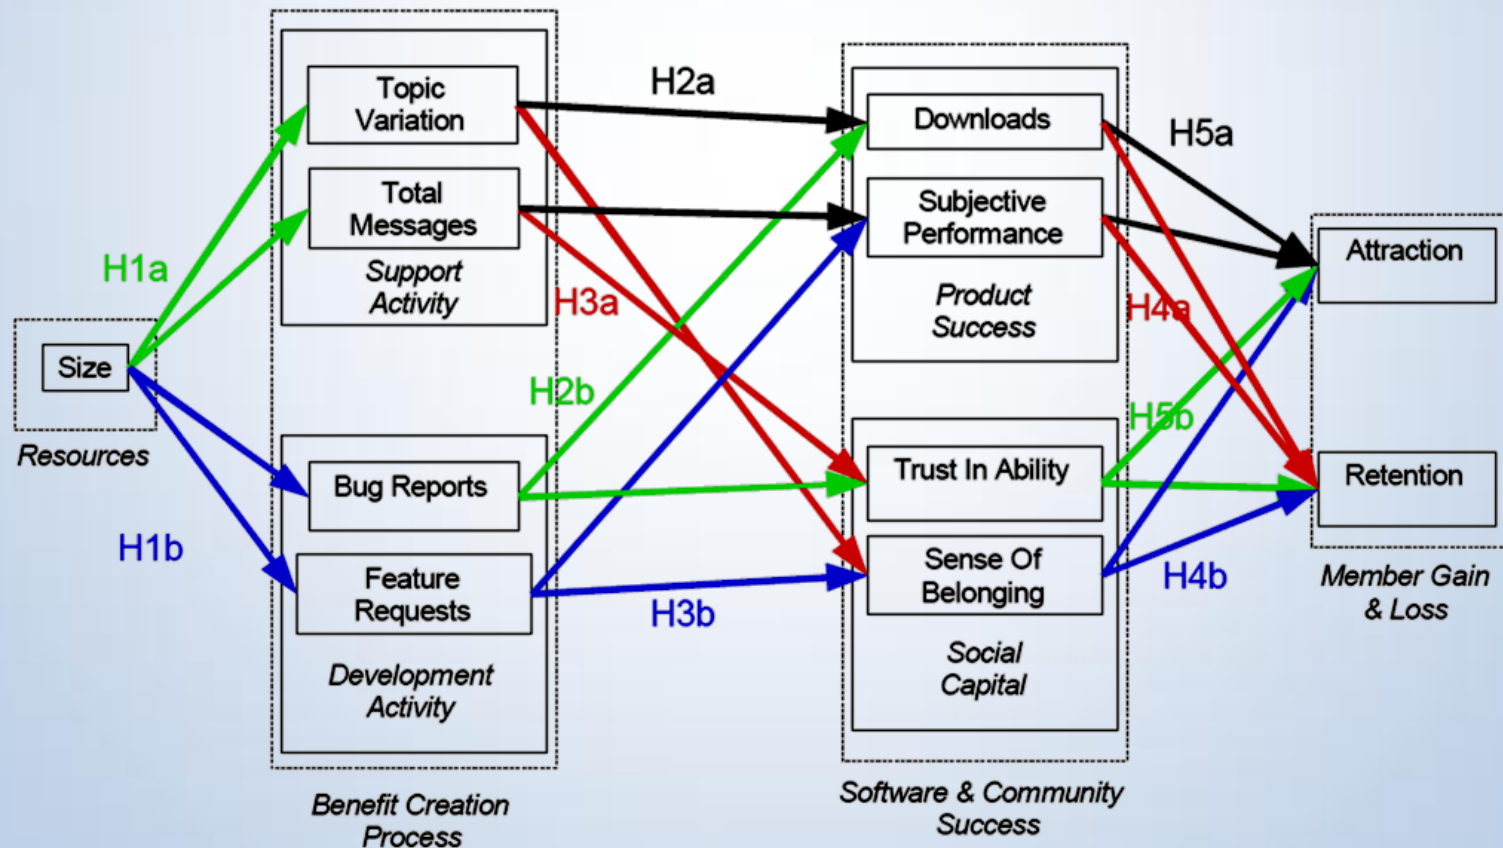 Size
Resources
H1a
H1b
Topic
Variation
Total
Messages
Support
Activity
Bug Reports
Feature
Requests
Development
Activity
Benefit Creation
Process
H2a
H3a
H2b
H3b
Downloads
Subjective
Performance
Product
Success
Trust In Ability
Sense Of
Belonging
Social
Capital
Software & Community
Success
H5a
H4a
H5b
H4b
Attraction
Retention
Member Gain
& Loss